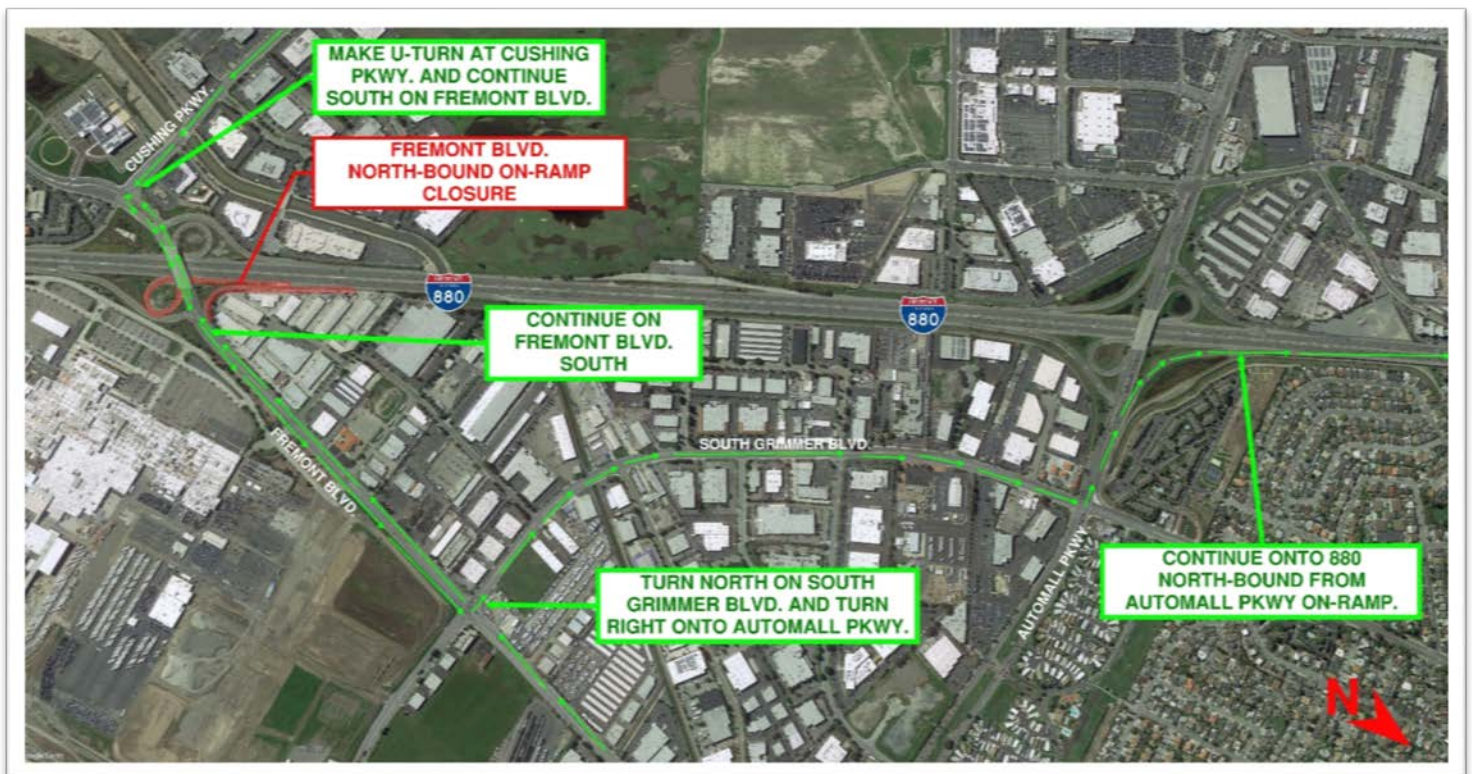 MAKE U-TURN AT CUSHING
PKWY. AND CONTINUE
SOUTH ON FREMONT BLVD.
CUSHING PKWY.
FREMONT BLVD.
NORTH-BOUND ON-RAMP
CLOSURE
880
880
CONTINUE ON
FREMONT BLVD.
SOUTH
FREMONT BLVD
SOUTH GRIMMER BLVD.
TURN NORTH ON SOUTH
GRIMMER BLVD. AND TURN
RIGHT ONTO AUTOMALL PKWY.
AUTOMALL PKWY
CONTINUE ONTO 880
NORTH-BOUND FROM
AUTOMALL PKWY ON-RAMP.
N